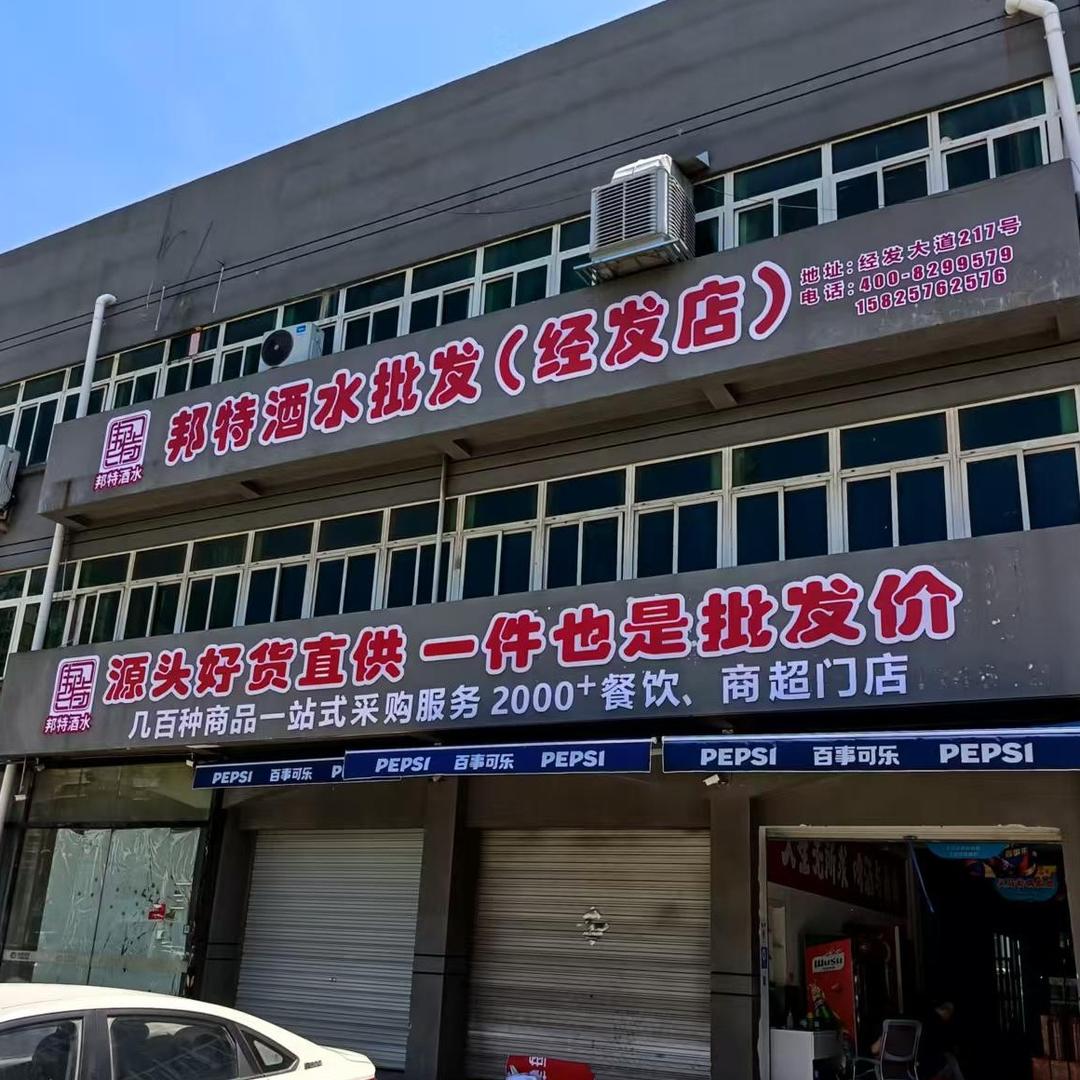 地址:经发大道217号
电话:400-8299579
15825762576
邦特酒水批发(经发店)
邦特酒水
源头好货直供 一件也是批发价
邦特酒水
几百种商品一站式采购服务 2000+餐饮、商超门店
PEPSI 百事可乐
PEPSI 百事可乐 PEPSI
PEPSI 百事可乐 PEPSI
WUSU